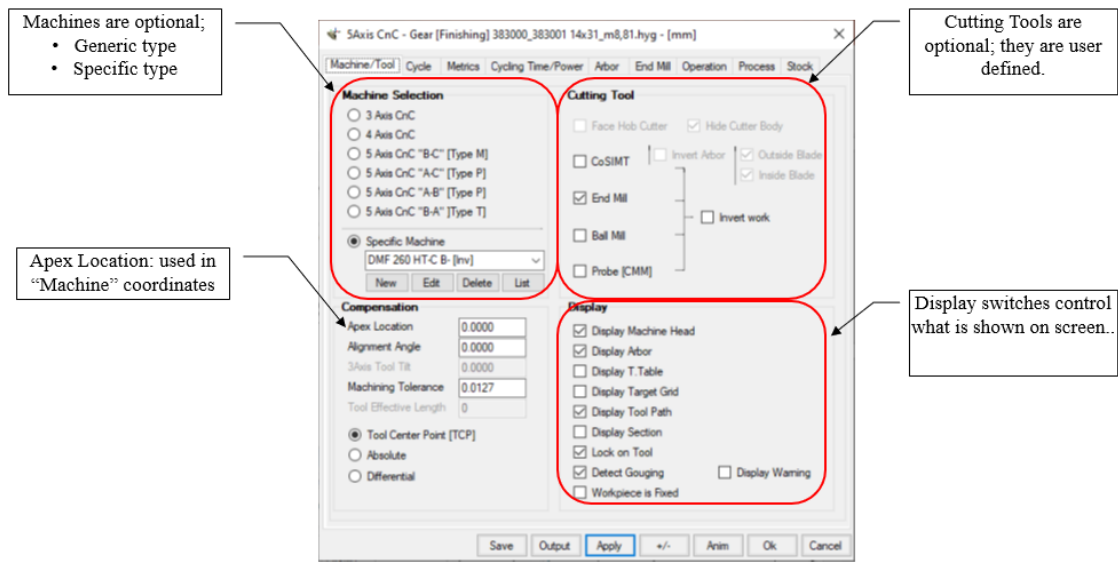 Machines are optional;
• Generic type
• Specific type
Cutting Tools are
optional; they are user
defined.
Apex Location: used in
“Machine” coordinates
Display switches control
what is shown on screen..
5Axis CnC - Gear [Finishing] 383000_383001 14x31_m8,81.hyg - [mm]
Machine/Tool Cycle Metrics Cycling Time/Power Arbor End Mill Operation Process Stock
Machine Selection
3 Axis CnC
4 Axis CnC
5 Axis CnC "B-C" [Type M]
5 Axis CnC "A-C" [Type P]
5 Axis CnC "A-B" [Type P]
5 Axis CnC "B-A" [Type T]
Specific Machine
DMF 260 HT-C B- [Inv]
New Edit Delete List
Cutting Tool
Face Hob Cutter Hide Cutter Body
CoSIMT Invert Arbor Outside Blade
Inside Blade
End Mill
Invert work
Ball Mill
Probe [CMM]
Compensation
Apex Location 0.0000
Alignment Angle 0.0000
3Axis Tool Tilt 0.0000
Machining Tolerance 0.0127
Tool Effective Length 0
Tool Center Point [TCP]
Absolute
Differential
Display
Display Machine Head
Display Arbor
Display T.Table
Display Target Grid
Display Tool Path
Display Section
Lock on Tool
Detect Gouging Display Warning
Workpiece is Fixed
Save Output Apply +/- Anim Ok Cancel